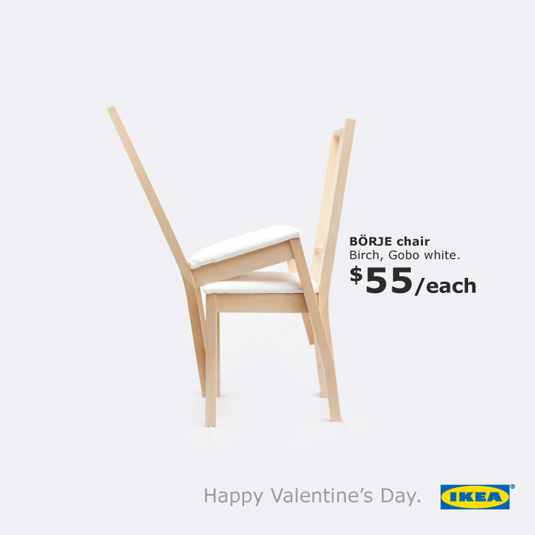 BÖRJE chair
Birch, Gobo white.
$55/each
Happy Valentine's Day.
IKEA®